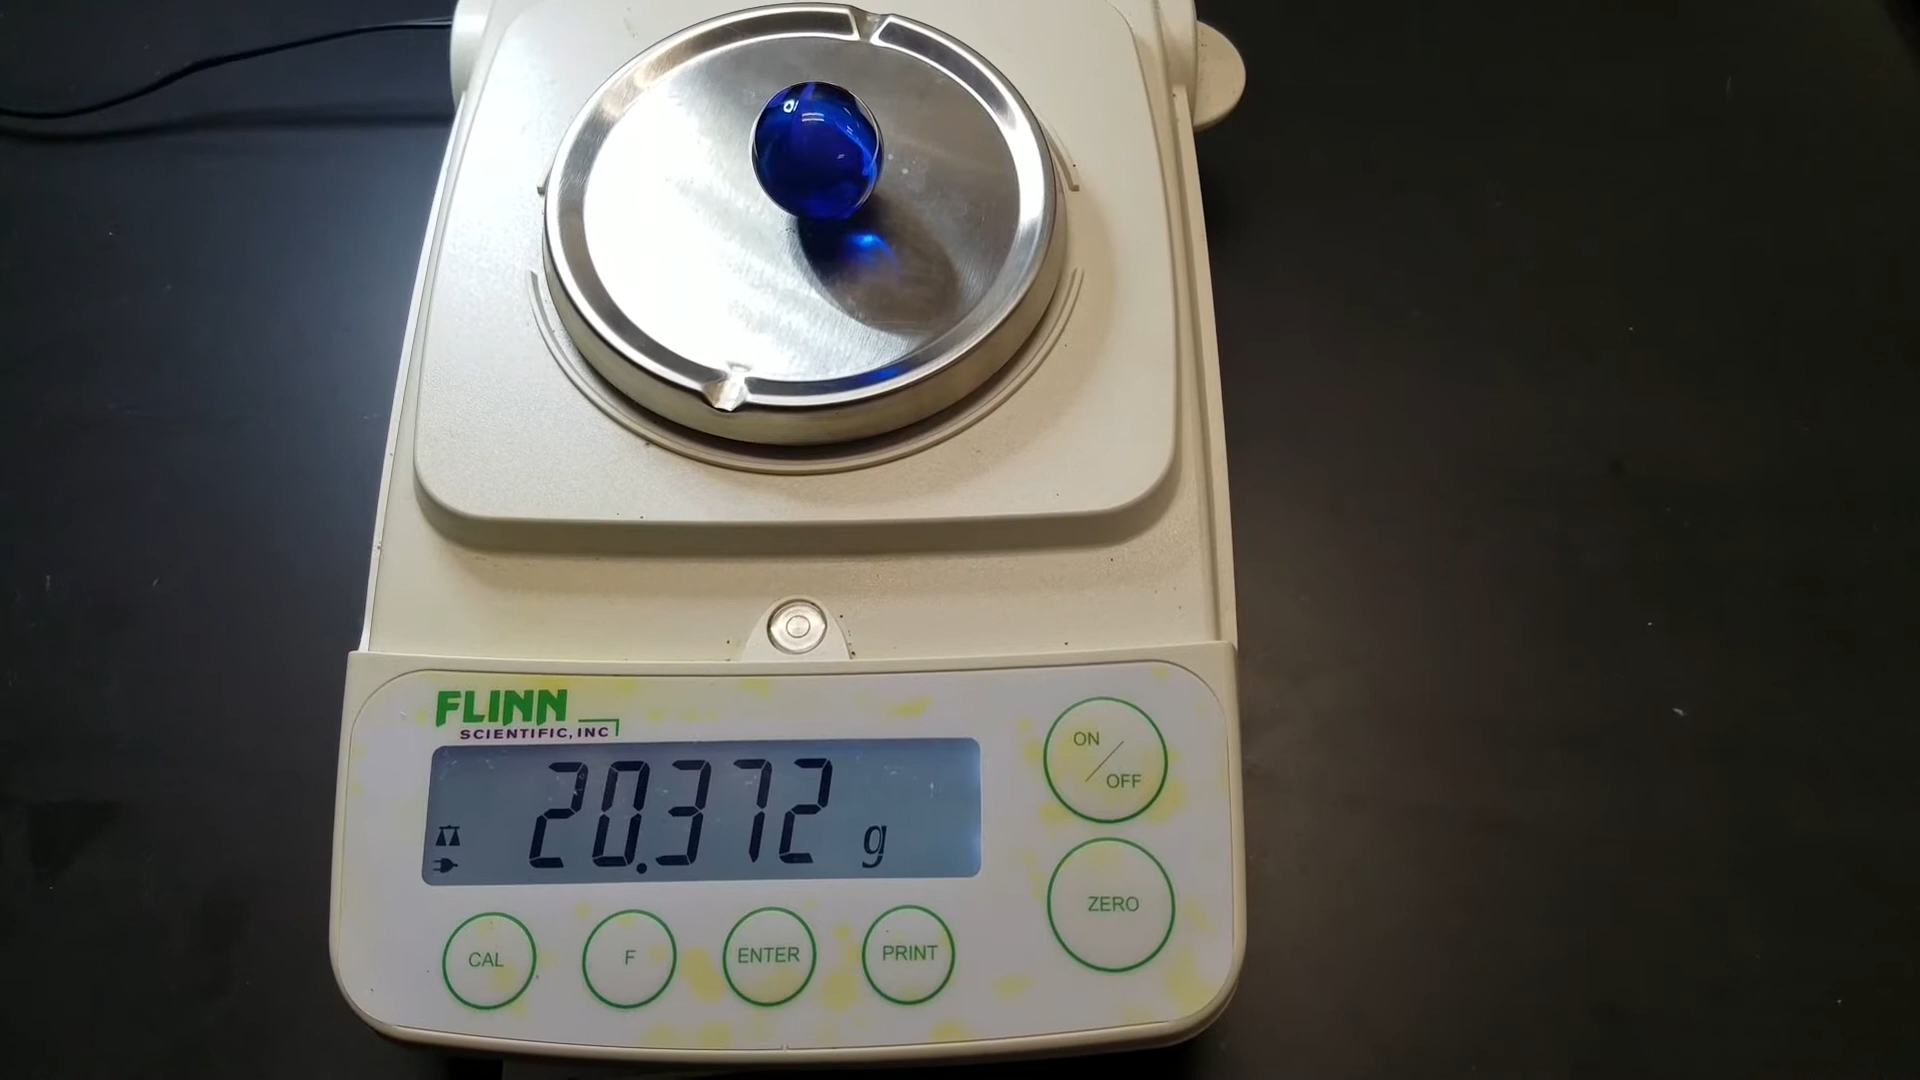 FLINN
SCIENTIFIC, INC
20.372 g
ON
OFF
ZERO
CAL
F
ENTER
PRINT